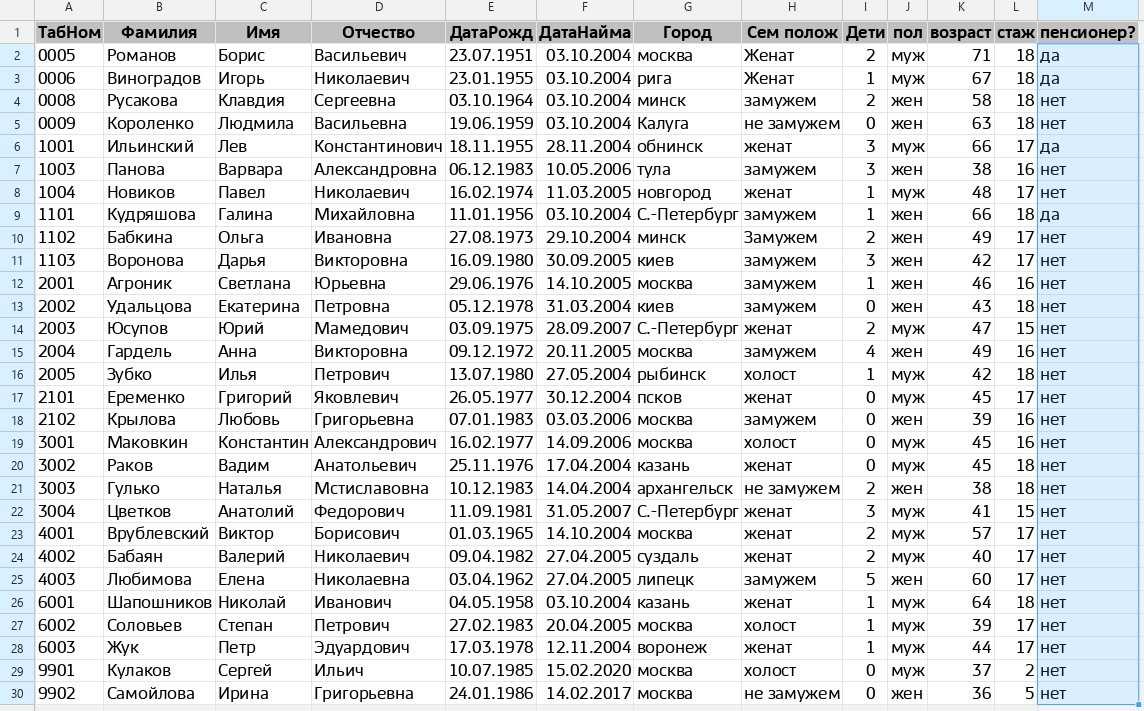 A B C D E F G H I J K L M
1 ТабНом Фамилия Имя Отчество ДатаРожд ДатаНайма Город Сем полож Дети пол возраст стаж пенсионер?
2 0005 Романов Борис Васильевич 23.07.1951 03.10.2004 москва Женат 2 муж 71 18 да
3 0006 Виноградов Игорь Николаевич 23.01.1955 03.10.2004 рига Женат 1 муж 67 18 да
4 0008 Русакова Клавдия Сергеевна 03.10.1964 03.10.2004 минск замужем 2 жен 58 18 нет
5 0009 Короленко Людмила Васильевна 19.06.1959 03.10.2004 Калуга не замужем 0 жен 63 18 нет
6 1001 Ильинский Лев Константинович 18.11.1955 28.11.2004 обнинск женат 3 муж 66 17 да
7 1003 Панова Варвара Александровна 06.12.1983 10.05.2006 тула замужем 3 жен 38 16 нет
8 1004 Новиков Павел Николаевич 16.02.1974 11.03.2005 новгород женат 1 муж 48 17 нет
9 1101 Кудряшова Галина Михайловна 11.01.1956 03.10.2004 С.-Петербург замужем 1 жен 66 18 да
10 1102 Бабкина Ольга Ивановна 27.08.1973 29.10.2004 минск Замужем 2 жен 49 17 нет
11 1103 Воронова Дарья Викторовна 16.09.1980 30.09.2005 киев замужем 3 жен 42 17 нет
12 2001 Агроник Светлана Юрьевна 29.06.1976 14.10.2005 москва замужем 1 жен 46 16 нет
13 2002 Удальцова Екатерина Петровна 05.12.1978 31.03.2004 киев замужем 0 жен 43 18 нет
14 2003 Юсупов Юрий Мамедович 03.09.1975 28.09.2007 С.-Петербург женат 2 муж 47 15 нет
15 2004 Гардель Анна Викторовна 09.12.1972 20.11.2005 москва замужем 4 жен 49 16 нет
16 2005 Зубко Илья Петрович 13.07.1980 27.05.2004 рыбинск холост 1 муж 42 18 нет
17 2101 Еременко Григорий Яковлевич 26.05.1977 30.12.2004 псков женат 0 муж 45 17 нет
18 2102 Крылова Любовь Григорьевна 07.01.1983 03.03.2006 москва замужем 0 жен 39 16 нет
19 3001 Маковкин Константин Александрович 16.02.1977 14.09.2006 москва холост 0 муж 45 16 нет
20 3002 Раков Вадим Анатольевич 25.11.1976 17.04.2004 казань женат 0 муж 45 18 нет
21 3003 Гулько Наталья Мстиславовна 10.12.1983 14.04.2004 архангельск не замужем 2 жен 38 18 нет
22 3004 Цветков Анатолий Федорович 11.09.1981 31.05.2007 С.-Петербург женат 3 муж 41 15 нет
23 4001 Врублевский Виктор Борисович 01.03.1965 14.10.2004 москва женат 2 муж 57 17 нет
24 4002 Бабаян Валерий Николаевич 09.04.1982 27.04.2005 суздаль женат 2 муж 40 17 нет
25 4003 Любимова Елена Николаевна 03.04.1962 27.04.2005 липецк замужем 5 жен 60 17 нет
26 6001 Шапошников Николай Иванович 04.05.1958 03.10.2004 казань женат 1 муж 64 18 нет
27 6002 Соловьев Степан Петрович 27.02.1983 20.04.2005 москва холост 1 муж 39 17 нет
28 6003 Жук Петр Эдуардович 17.03.1978 12.11.2004 воронеж женат 1 муж 44 17 нет
29 9901 Кулаков Сергей Ильич 10.07.1985 15.02.2020 москва холост 0 муж 37 2 нет
30 9902 Самойлова Ирина Григорьевна 24.01.1986 14.02.2017 москва не замужем 0 жен 36 5 нет